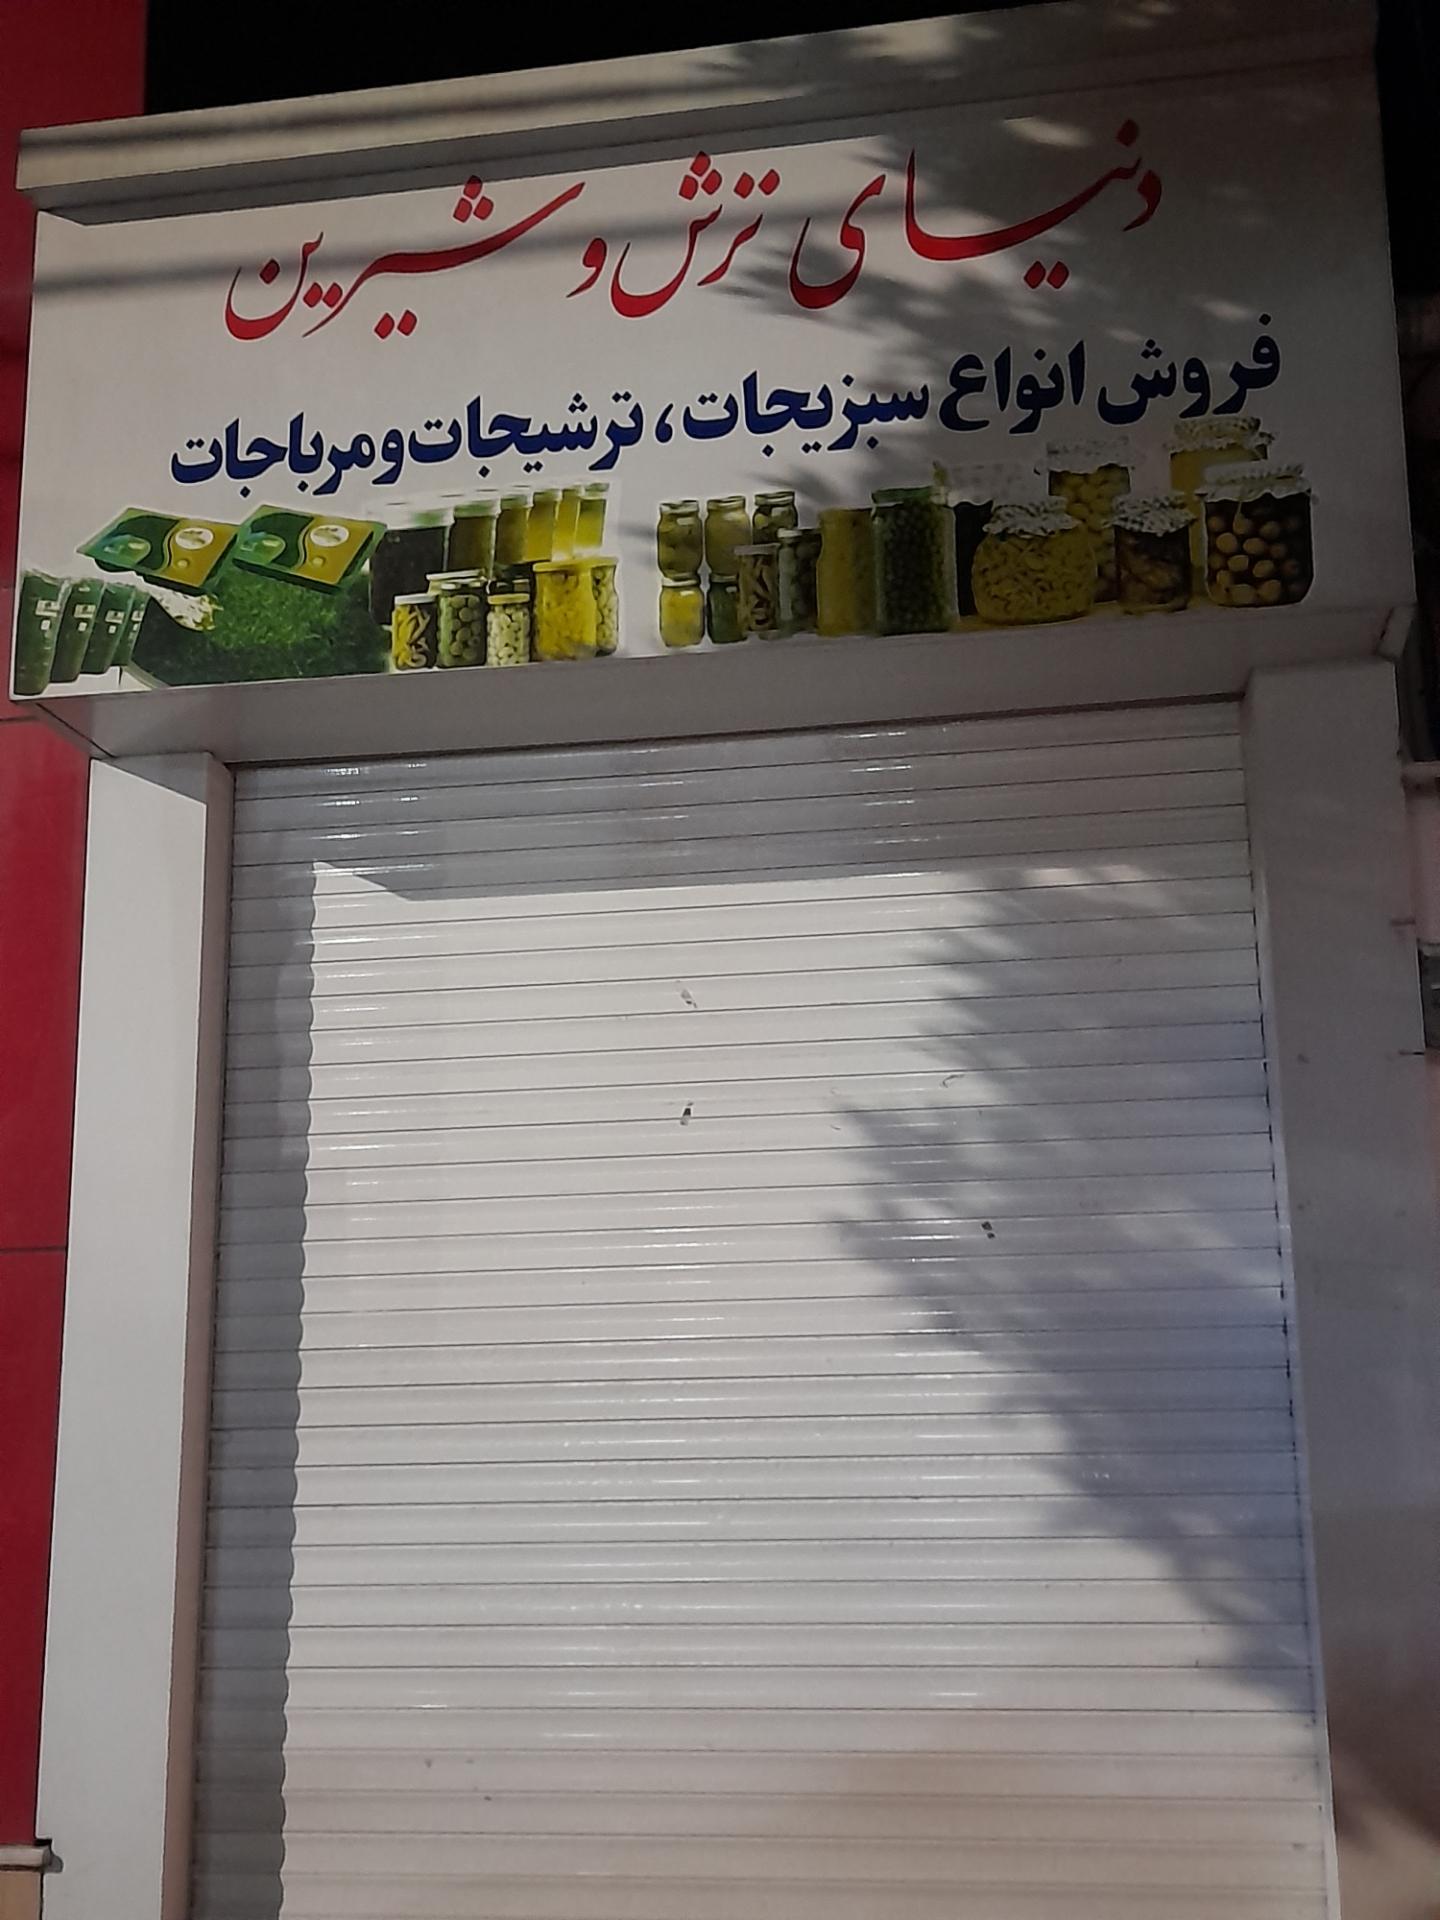 دنیای ترش و شیرین
فروش انواع سبزیجات، ترشیجات و مرباجات